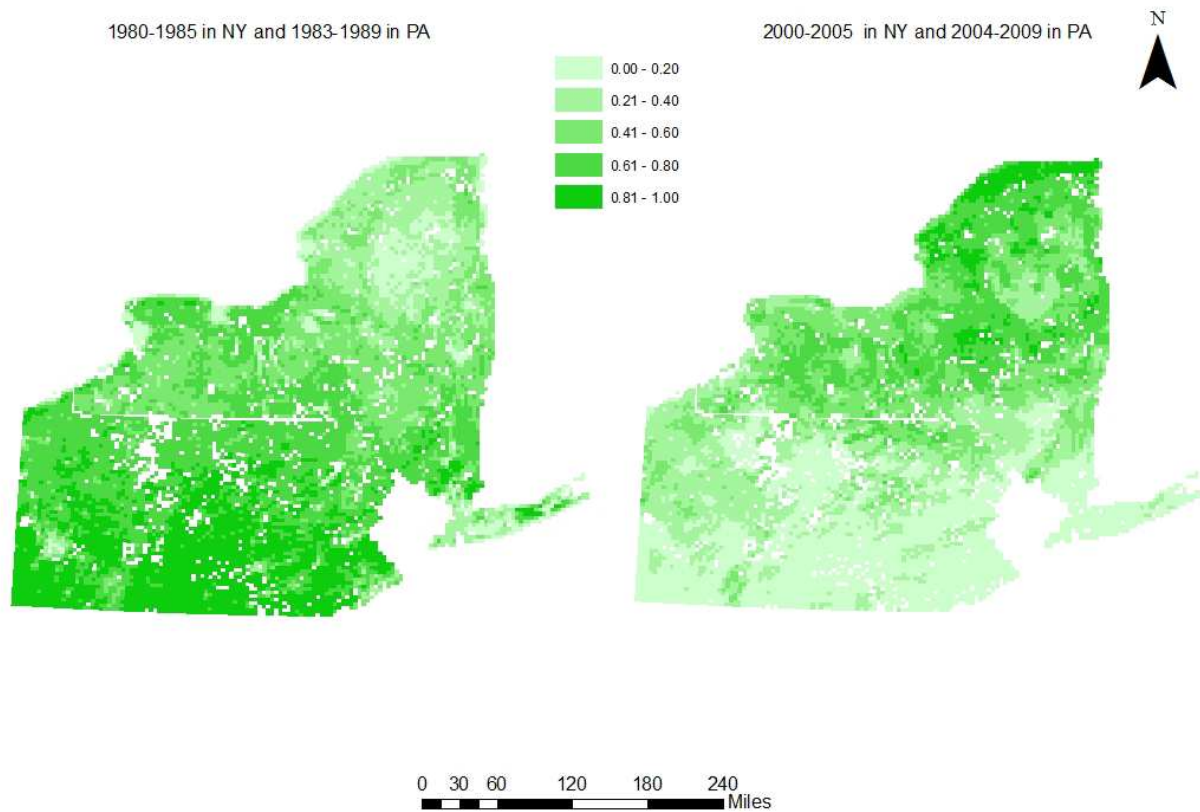 1980-1985 in NY and 1983-1989 in PA
2000-2005 in NY and 2004-2009 in PA
N
0.00 - 0.20
0.21 - 0.40
0.41 - 0.60
0.61 - 0.80
0.81 - 1.00
0 30 60 120 180 240
Miles